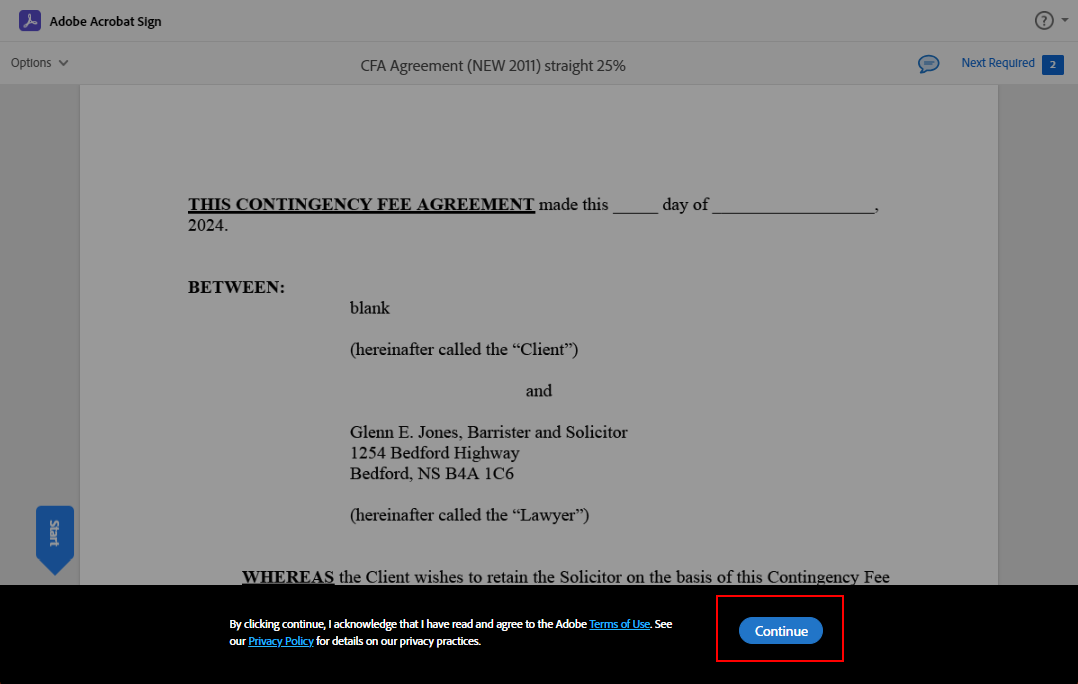 Adobe Acrobat Sign
?
Options
CFA Agreement (NEW 2011) straight 25%
Next Required 2
THIS CONTINGENCY FEE AGREEMENT made this _____ day of __________________,
2024.
BETWEEN:
blank
(hereinafter called the “Client”)
and
Glenn E. Jones, Barrister and Solicitor
1254 Bedford Highway
Bedford, NS B4A 1C6
(hereinafter called the “Lawyer”)
Start
WHEREAS the Client wishes to retain the Solicitor on the basis of this Contingency Fee
By clicking continue, I acknowledge that I have read and agree to the Adobe Terms of Use. See
our Privacy Policy for details on our privacy practices.
Continue